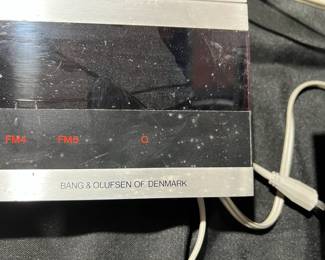 FM4 FM5 O
BANG & OLUFSEN OF DENMARK